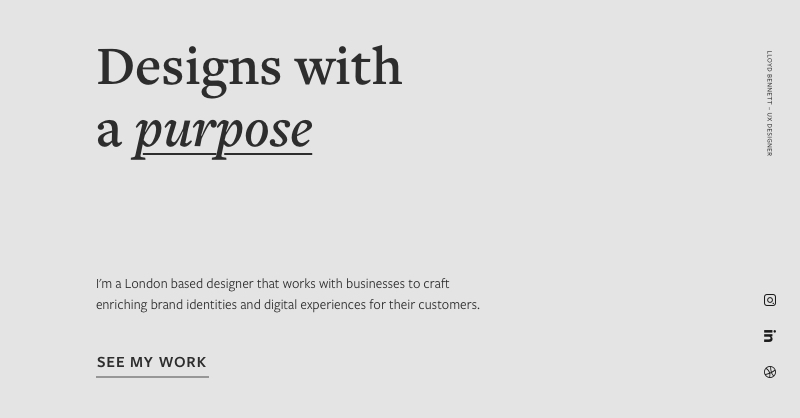 Designs with
a purpose
LLOYD BENNETT – UX DESIGNER
I'm a London based designer that works with businesses to craft
enriching brand identities and digital experiences for their customers.
SEE MY WORK
in